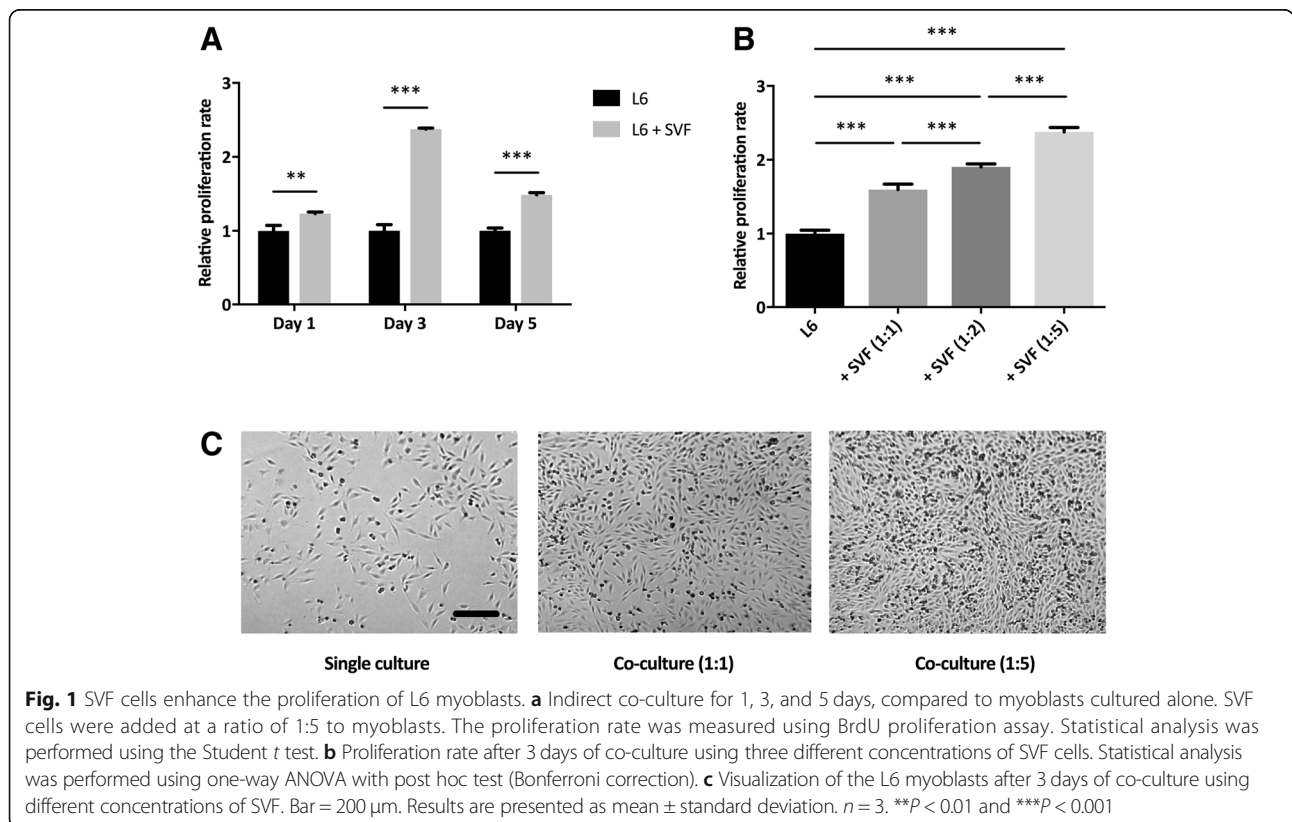 A
***
***
**
Relative proliferation rate
3
2
1
0
Day 1
Day 3
Day 5
L6
L6 + SVF
B
***
***
***
***
***
Relative proliferation rate
3
2
1
0
L6
+ SVF (1:1)
+ SVF (1:2)
+ SVF (1:5)
C
Single culture
Co-culture (1:1)
Co-culture (1:5)
Fig. 1 SVF cells enhance the proliferation of L6 myoblasts. a Indirect co-culture for 1, 3, and 5 days, compared to myoblasts cultured alone. SVF
cells were added at a ratio of 1:5 to myoblasts. The proliferation rate was measured using BrdU proliferation assay. Statistical analysis was
performed using the Student t test. b Proliferation rate after 3 days of co-culture using three different concentrations of SVF cells. Statistical analysis
was performed using one-way ANOVA with post hoc test (Bonferroni correction). c Visualization of the L6 myoblasts after 3 days of co-culture using
different concentrations of SVF. Bar = 200 μm. Results are presented as mean ± standard deviation. n = 3. **P < 0.01 and ***P < 0.001